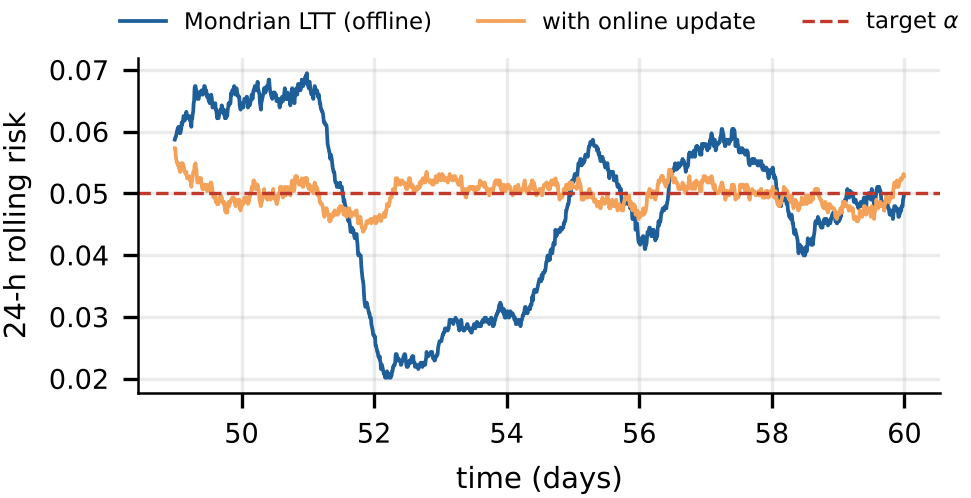 Mondrian LTT (offline) with online update target α
0.07
0.06
0.05
0.04
0.03
0.02
24-h rolling risk
50 52 54 56 58 60
time (days)